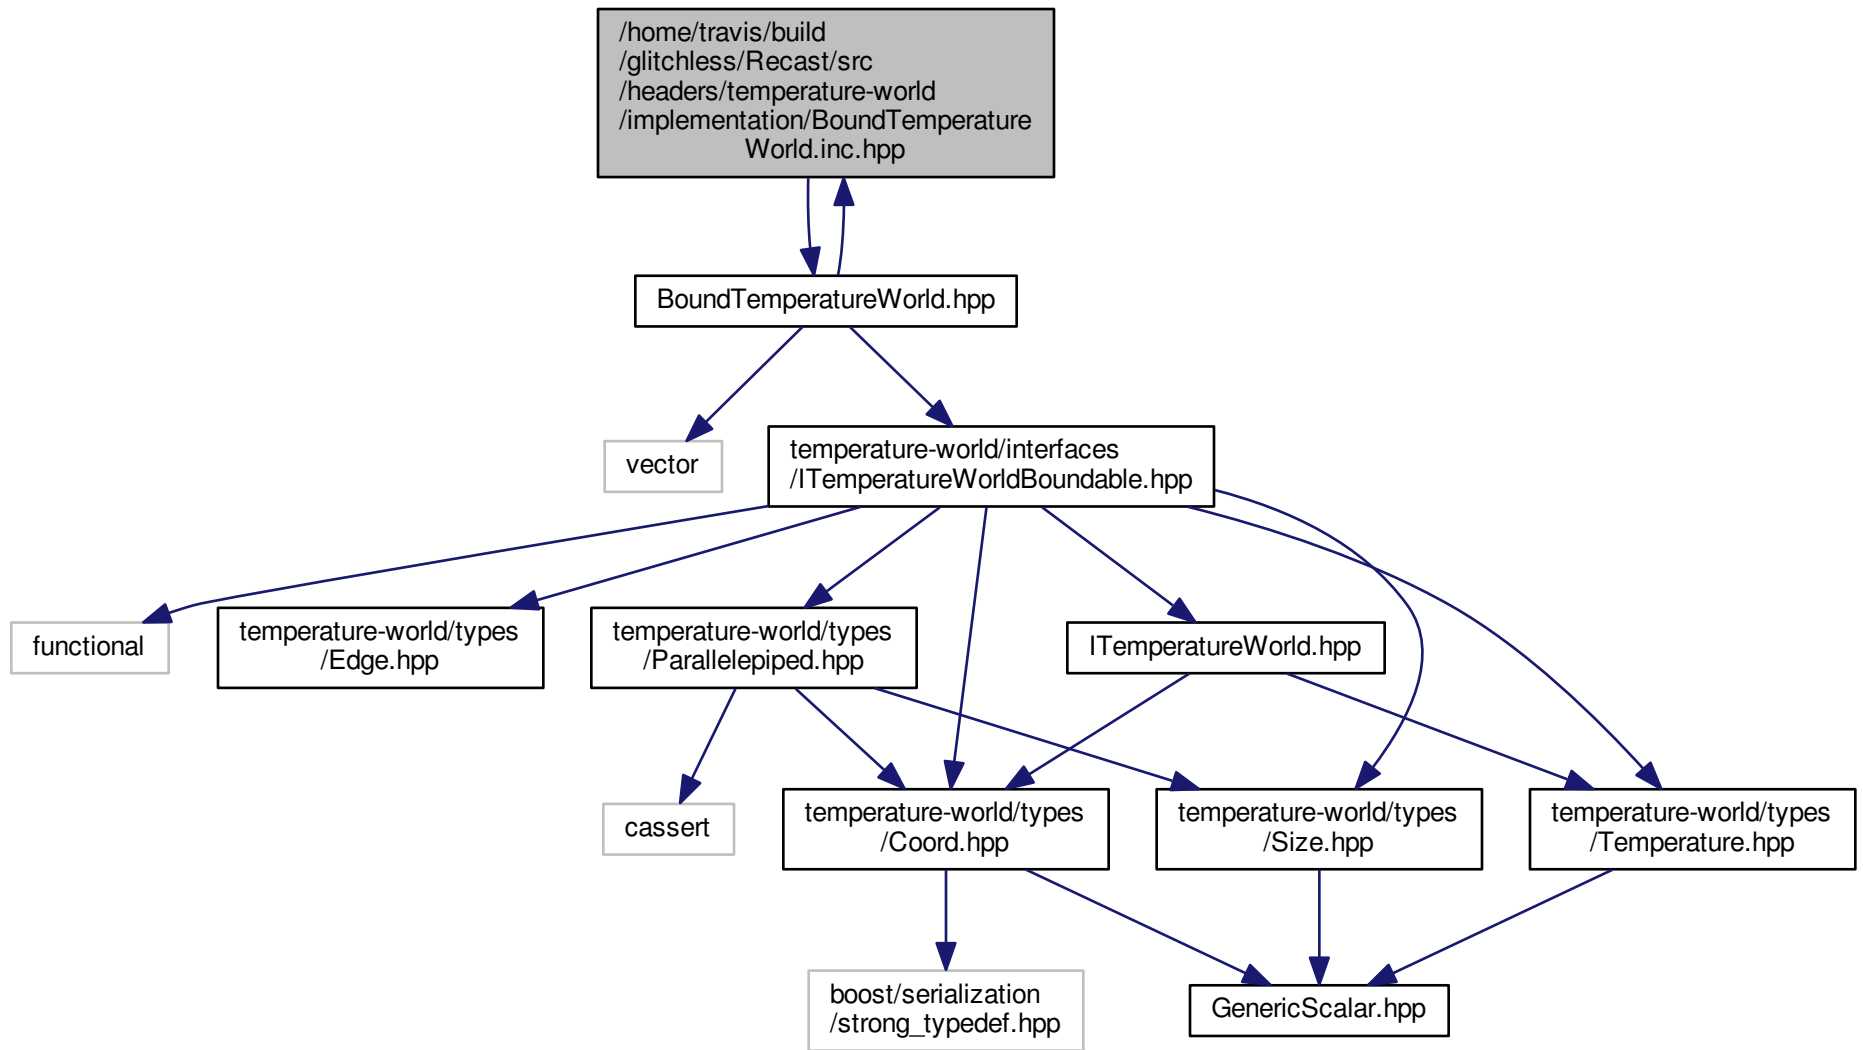 /home/travis/build
/glitchless/Recast/src
/headers/temperature-world
/implementation/BoundTemperature
World.inc.hpp
BoundTemperatureWorld.hpp
vector
temperature-world/interfaces
/ITemperatureWorldBoundable.hpp
functional
temperature-world/types
/Edge.hpp
temperature-world/types
/Parallelepiped.hpp
ITemperatureWorld.hpp
cassert
temperature-world/types
/Coord.hpp
temperature-world/types
/Size.hpp
temperature-world/types
/Temperature.hpp
boost/serialization
/strong_typedef.hpp
GenericScalar.hpp